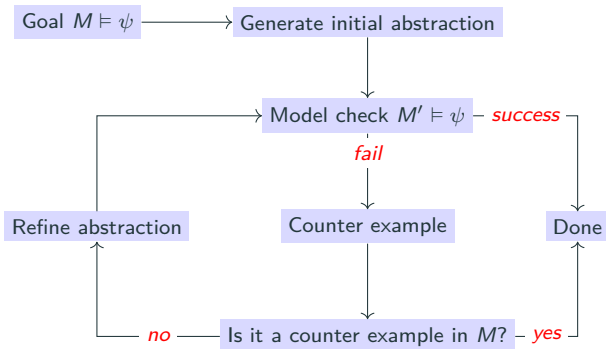 Goal M ⊨ ψ
Generate initial abstraction
Model check M′ ⊨ ψ
success
fail
Refine abstraction
Counter example
Done
no
Is it a counter example in M?
yes